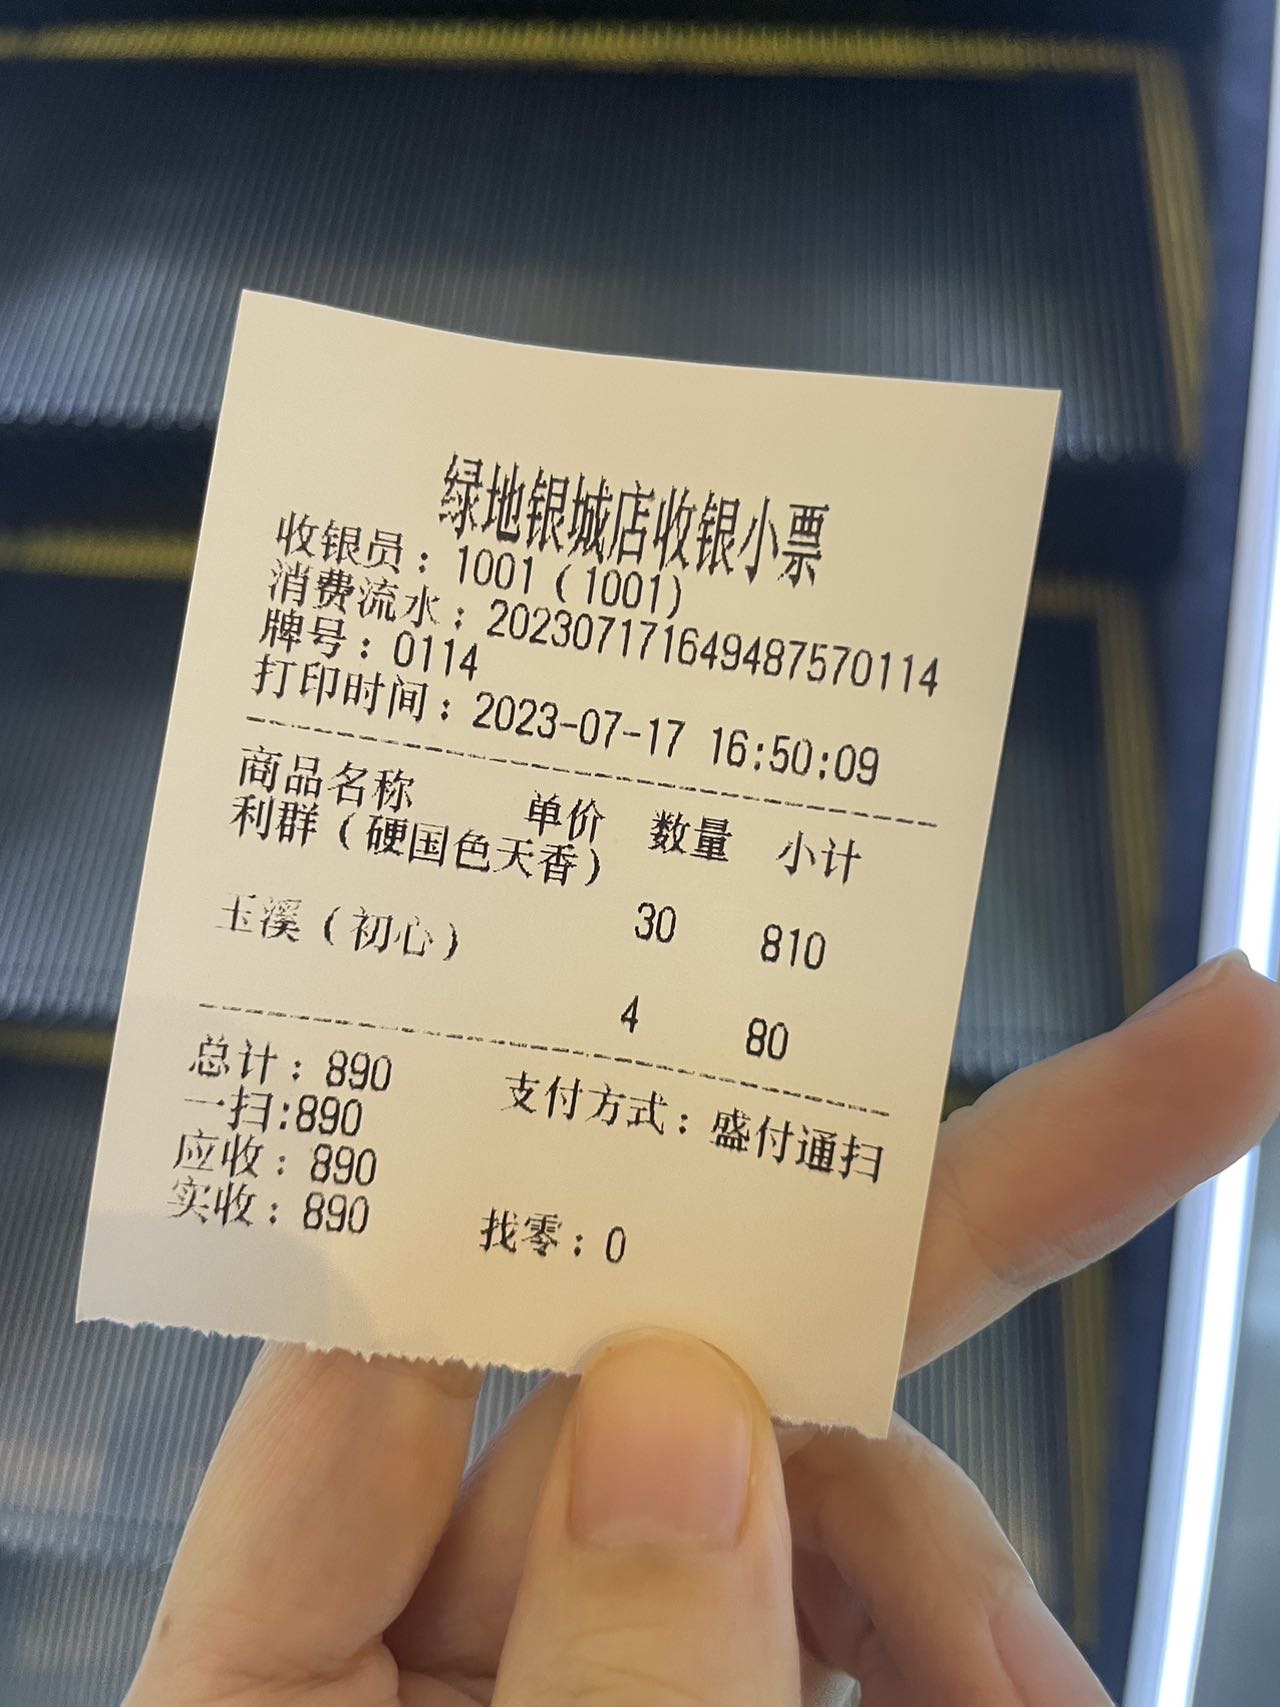 绿地银城店收银小票
收银员：1001（1001）
消费流水：202307171649487570114
牌号：0114
打印时间：2023-07-17 16:50:09
商品名称 单价 数量 小计
利群（硬国色天香）
30 810
玉溪（初心）
4 80
总计：890 支付方式：盛付通扫
一扫:890
应收：890
实收：890 找零：0